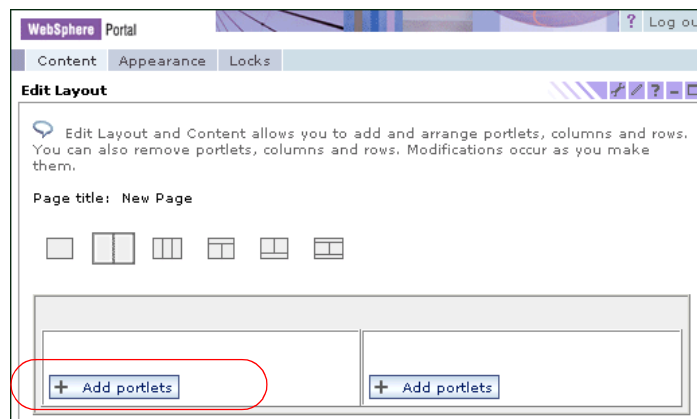 WebSphere Portal
? Log ou
Content Appearance Locks
Edit Layout
?
Edit Layout and Content allows you to add and arrange portlets, columns and rows.
You can also remove portlets, columns and rows. Modifications occur as you make
them.
Page title: New Page
+ Add portlets
+ Add portlets